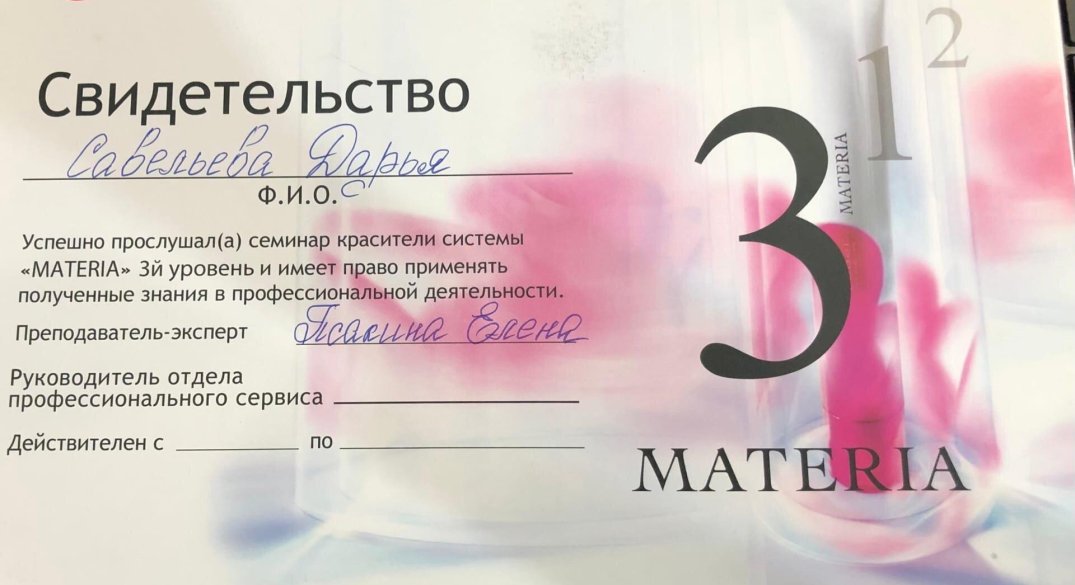 Свидетельство
Савельева Дарья
Ф.И.О.
Успешно прослушал(а) семинар красители системы
«MATERIA» 3й уровень и имеет право применять
полученные знания в профессиональной деятельности.
Преподаватель-эксперт Псакина Елена
Руководитель отдела
профессионального сервиса
Действителен с по
2
1
3
MATERIA
MATERIA